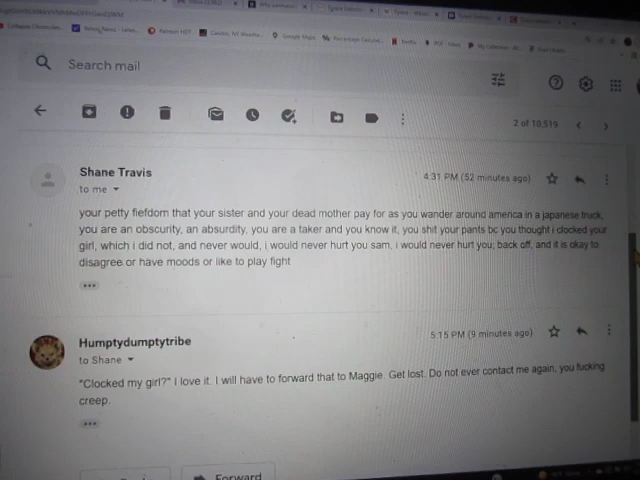 Search mail
2 of 10,519
Shane Travis
4:31 PM (52 minutes ago)
to me
your petty fiefdom that your sister and your dead mother pay for as you wander around america in a japanese truck,
you are an obscurity, an absurdity, you are a taker and you know it, you shit your pants bc you thought i clocked your
girl, which i did not, and never would, i would never hurt you sam, i would never hurt you, back off, and it is okay to
disagree or have moods or like to play fight
Humptydumptytribe
5:15 PM (9 minutes ago)
to Shane
"Clocked my girl?" I love it. I will have to forward that to Maggie. Get lost. Do not ever contact me again, you fucking
creep.
Forward